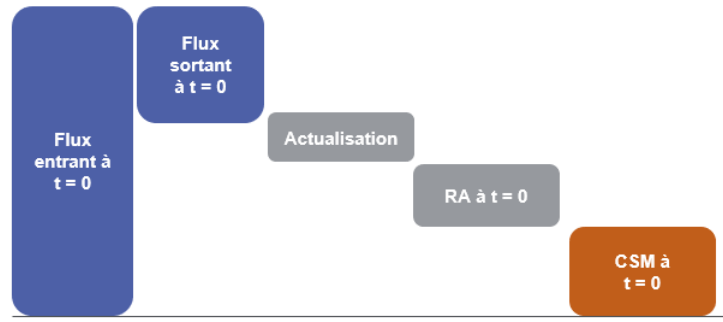 Flux
entrant à
t = 0
Flux
sortant
à t = 0
Actualisation
RA à t = 0
CSM à
t = 0